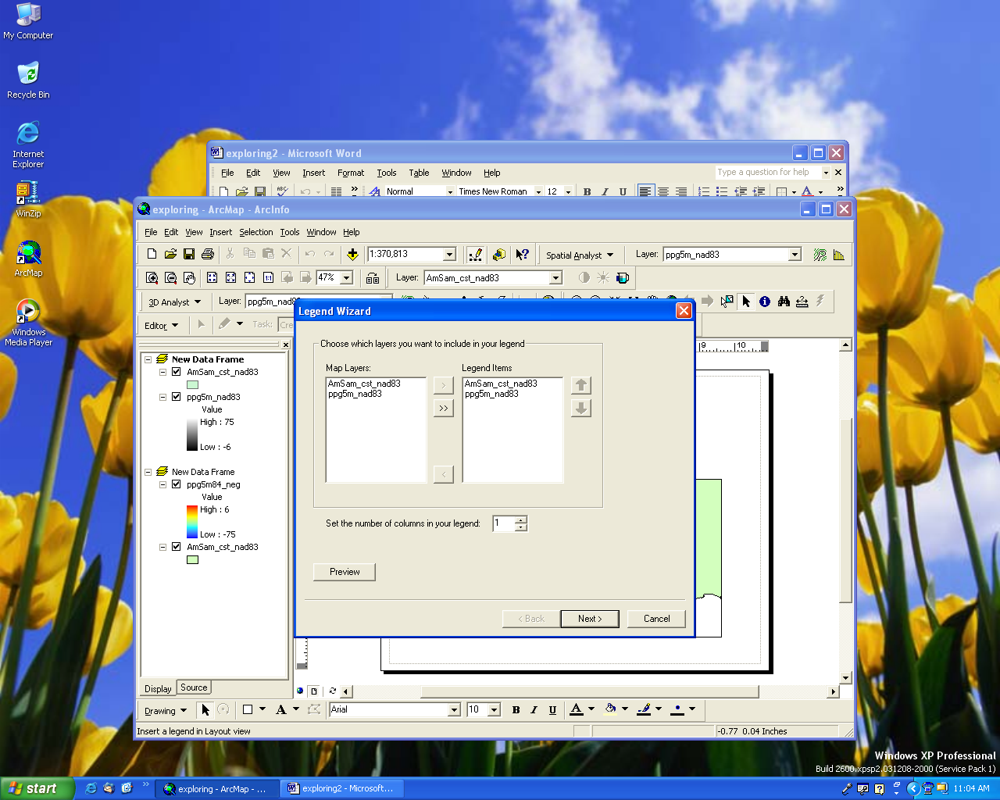 My Computer
Recycle Bin
Internet
Explorer
WinZip
ArcMap
Windows
Media Player
exploring2 - Microsoft Word
File Edit View Insert Format Tools Table Window Help
Type a question for help
Normal Times New Roman 12 B I U
exploring - ArcMap - ArcInfo
File Edit View Insert Selection Tools Window Help
1:370,813
Spatial Analyst
Layer: ppg5m_nad83
47%
Layer: AmSam_cst_nad83
3D Analyst
Layer:
Editor
Task:
New Data Frame
AmSam_cst_nad83
ppg5m_nad83
Value
High : 75
Low : -6
New Data Frame
ppg5m84_neg
Value
High : 6
Low : -75
AmSam_cst_nad83
Display Source
Legend Wizard
Choose which layers you want to include in your legend
Map Layers:
AmSam_cst_nad83
ppg5m_nad83
>
>>
<
Legend Items
AmSam_cst_nad83
ppg5m_nad83
Set the number of columns in your legend: 1
Preview
< Back Next > Cancel
9 10
Drawing
A
Arial 10 B I U A
Insert a legend in Layout view
-0.77 0.04 Inches
Windows XP Professional
Build 2600.xpsp2.031208-2000 (Service Pack 1)
start
exploring - ArcMap - ...
exploring2 - Microsoft...
11:04 AM